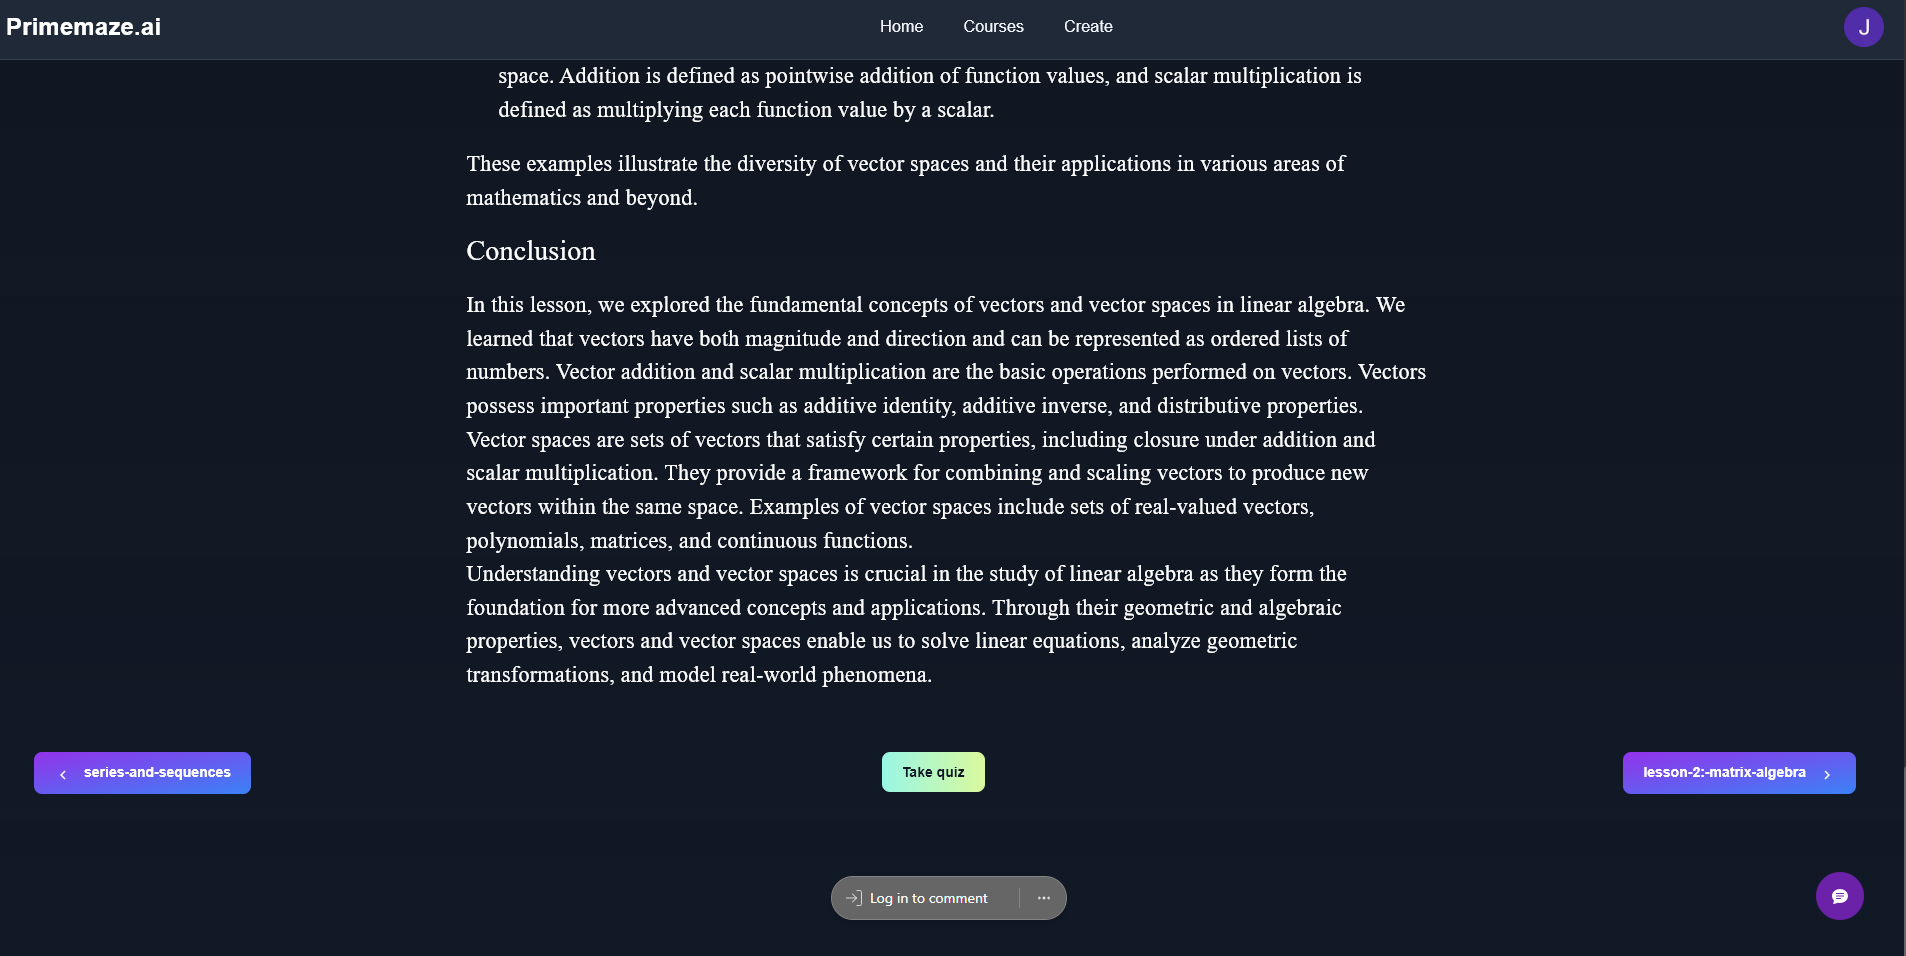 Primemaze.ai
Home Courses Create
J
space. Addition is defined as pointwise addition of function values, and scalar multiplication is
defined as multiplying each function value by a scalar.
These examples illustrate the diversity of vector spaces and their applications in various areas of
mathematics and beyond.
Conclusion
In this lesson, we explored the fundamental concepts of vectors and vector spaces in linear algebra. We
learned that vectors have both magnitude and direction and can be represented as ordered lists of
numbers. Vector addition and scalar multiplication are the basic operations performed on vectors. Vectors
possess important properties such as additive identity, additive inverse, and distributive properties.
Vector spaces are sets of vectors that satisfy certain properties, including closure under addition and
scalar multiplication. They provide a framework for combining and scaling vectors to produce new
vectors within the same space. Examples of vector spaces include sets of real-valued vectors,
polynomials, matrices, and continuous functions.
Understanding vectors and vector spaces is crucial in the study of linear algebra as they form the
foundation for more advanced concepts and applications. Through their geometric and algebraic
properties, vectors and vector spaces enable us to solve linear equations, analyze geometric
transformations, and model real-world phenomena.
series-and-sequences
Take quiz
lesson-2:-matrix-algebra
Log in to comment